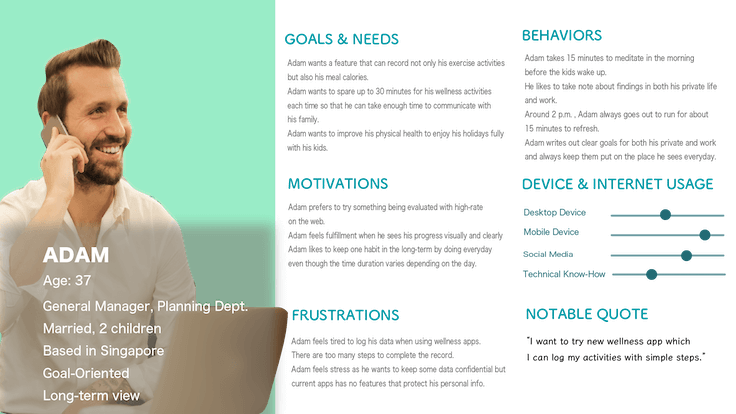 ADAM
Age: 37
General Manager, Planning Dept.
Married, 2 children
Based in Singapore
Goal-Oriented
Long-term view
GOALS & NEEDS
Adam wants a feature that can record not only his exercise activities
but also his meal calories.
Adam wants to spare up to 30 minutes for his wellness activities
each time so that he can take enough time to communicate with
his family.
Adam wants to improve his physical health to enjoy his holidays fully
with his kids.
MOTIVATIONS
Adam prefers to try something being evaluated with high-rate
on the web.
Adam feels fulfillment when he sees his progress visually and clearly
Adam likes to keep one habit in the long-term by doing everyday
even though the time duration varies depending on the day.
FRUSTRATIONS
Adam feels tired to log his data when using wellness apps.
There are too many steps to complete the record.
Adam feels stress as he wants to keep some data confidential but
current apps has no features that protect his personal info.
BEHAVIORS
Adam takes 15 minutes to meditate in the morning
before the kids wake up.
He likes to take note about findings in both his private life
and work.
Around 2 p.m. , Adam always goes out to run for about
15 minutes to refresh.
Adam writes out clear goals for both his private and work
and always keep them put on the place he sees everyday.
DEVICE & INTERNET USAGE
Desktop Device
Mobile Device
Social Media
Technical Know-How
NOTABLE QUOTE
"I want to try new wellness app which
I can log my activities with simple steps."